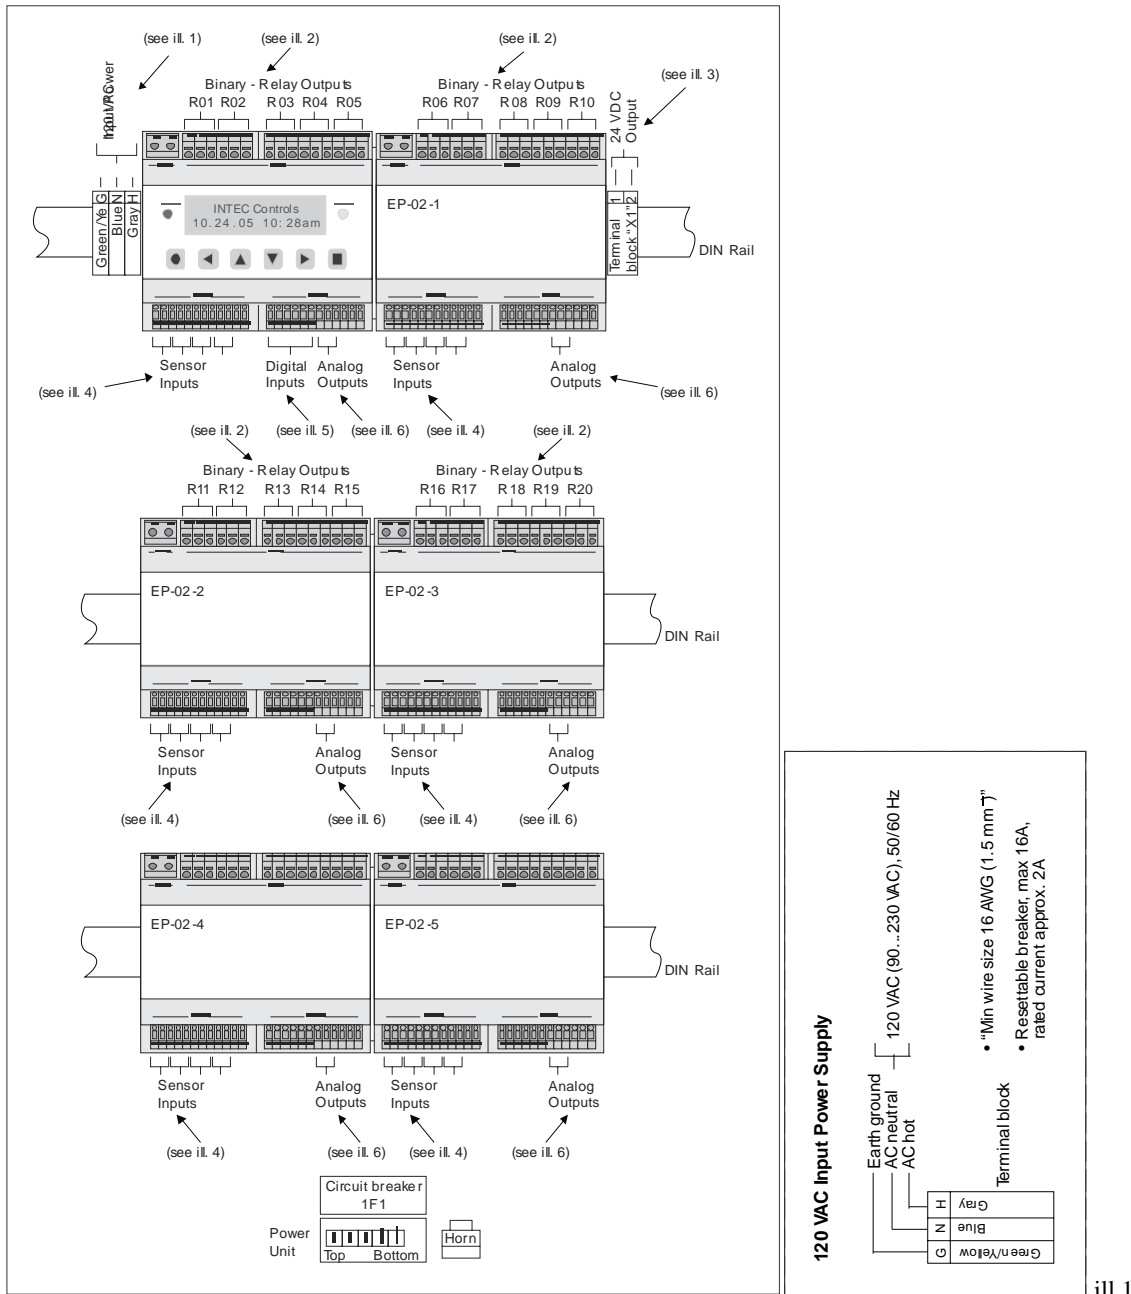 (see ill. 1)
(see ill. 2)
(see ill. 2)
(see ill. 3)
120 VAC
Input Power
Binary - Relay Outputs
R01 R02 R03 R04 R05
Binary - Relay Outputs
R06 R07 R08 R09 R10
24 VDC
Output
Green/Ye G
Blue N
Gray H
INTEC Controls
10.24.05 10:28am
EP-02-1
Terminal 1
block "X1" 2
DIN Rail
Sensor
Inputs
Digital
Inputs
Analog
Outputs
Sensor
Inputs
Analog
Outputs
(see ill. 4)
(see ill. 6)
(see ill. 2)
(see ill. 5)
(see ill. 6)
(see ill. 4)
(see ill. 2)
Binary - Relay Outputs
R11 R12 R13 R14 R15
Binary - Relay Outputs
R16 R17 R18 R19 R20
EP-02-2
EP-02-3
DIN Rail
Sensor
Inputs
Analog
Outputs
Sensor
Inputs
Analog
Outputs
(see ill. 4)
(see ill. 6)
(see ill. 4)
(see ill. 6)
EP-02-4
EP-02-5
DIN Rail
Sensor
Inputs
Analog
Outputs
Sensor
Inputs
Analog
Outputs
(see ill. 4)
(see ill. 6)
(see ill. 4)
(see ill. 6)
Circuit breaker
1F1
Power
Unit
Top Bottom
Horn
120 VAC Input Power Supply
Earth ground
AC neutral
AC hot
120 VAC (90...230 VAC), 50/60 Hz
G Green/Yellow
N Blue
H Gray
Terminal block
• "Min wire size 16 AWG (1.5 mm²)"
• Resettable breaker, max 16A,
rated current approx. 2A
ill.1